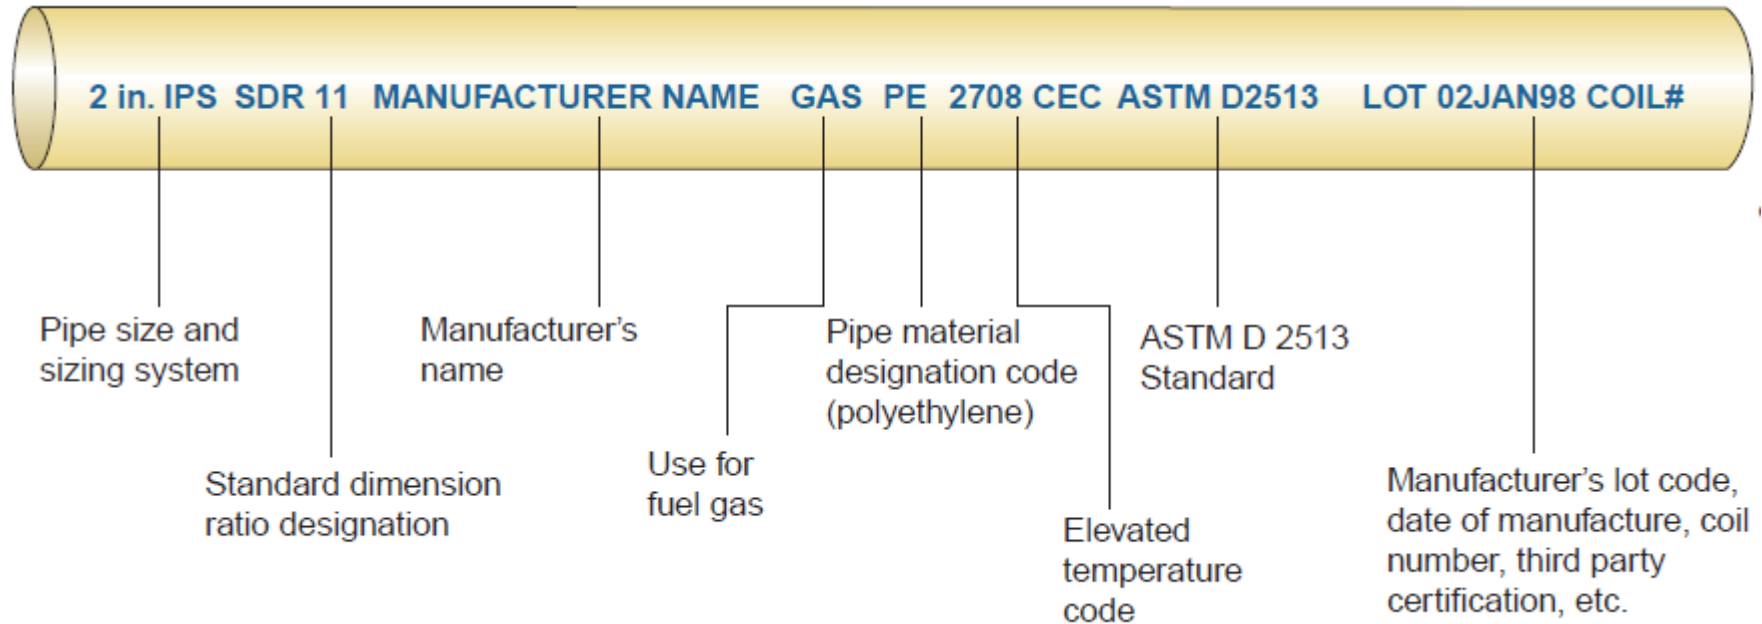 2 in. IPS SDR 11 MANUFACTURER NAME GAS PE 2708 CEC ASTM D2513 LOT 02JAN98 COIL#
Pipe size and
sizing system
Standard dimension
ratio designation
Manufacturer's
name
Use for
fuel gas
Pipe material
designation code
(polyethylene)
Elevated
temperature
code
ASTM D 2513
Standard
Manufacturer's lot code,
date of manufacture, coil
number, third party
certification, etc.